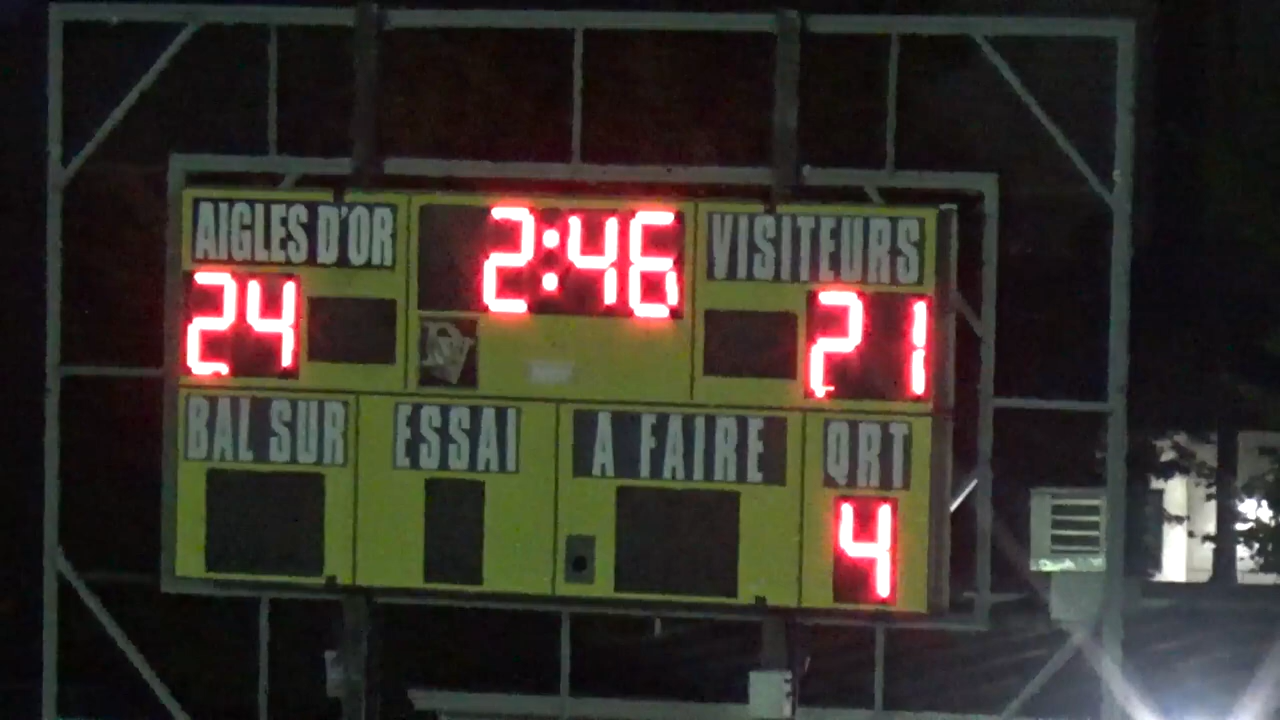 AIGLES D'OR
2:46
VISITEURS
24
21
BAL SUR
ESSAI
A FAIRE
QRT
4